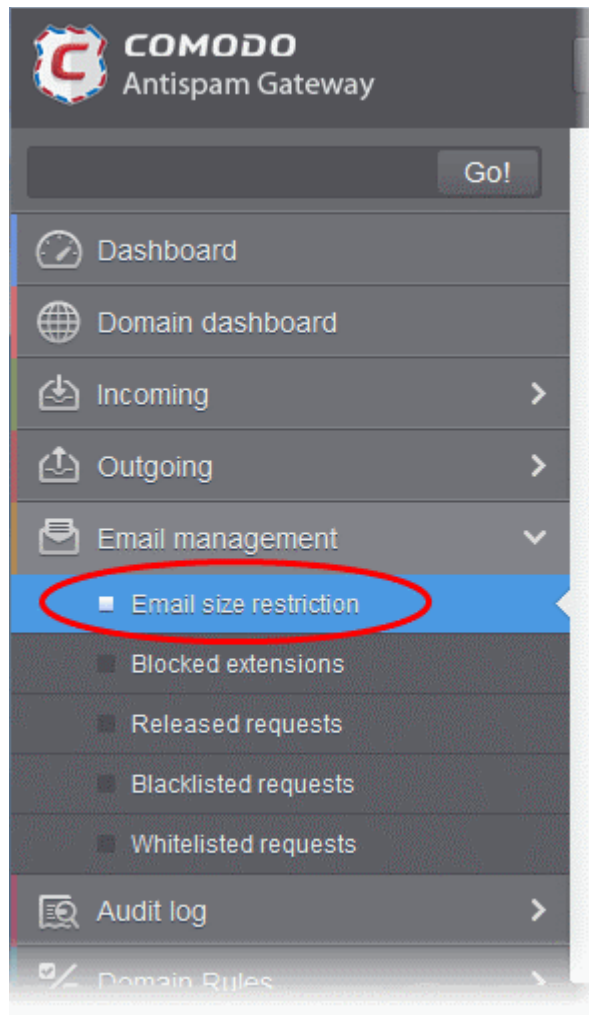 COMODO
Antispam Gateway
Go!
Dashboard
Domain dashboard
Incoming
Outgoing
Email management
Email size restriction
Blocked extensions
Released requests
Blacklisted requests
Whitelisted requests
Audit log
Domain Rules